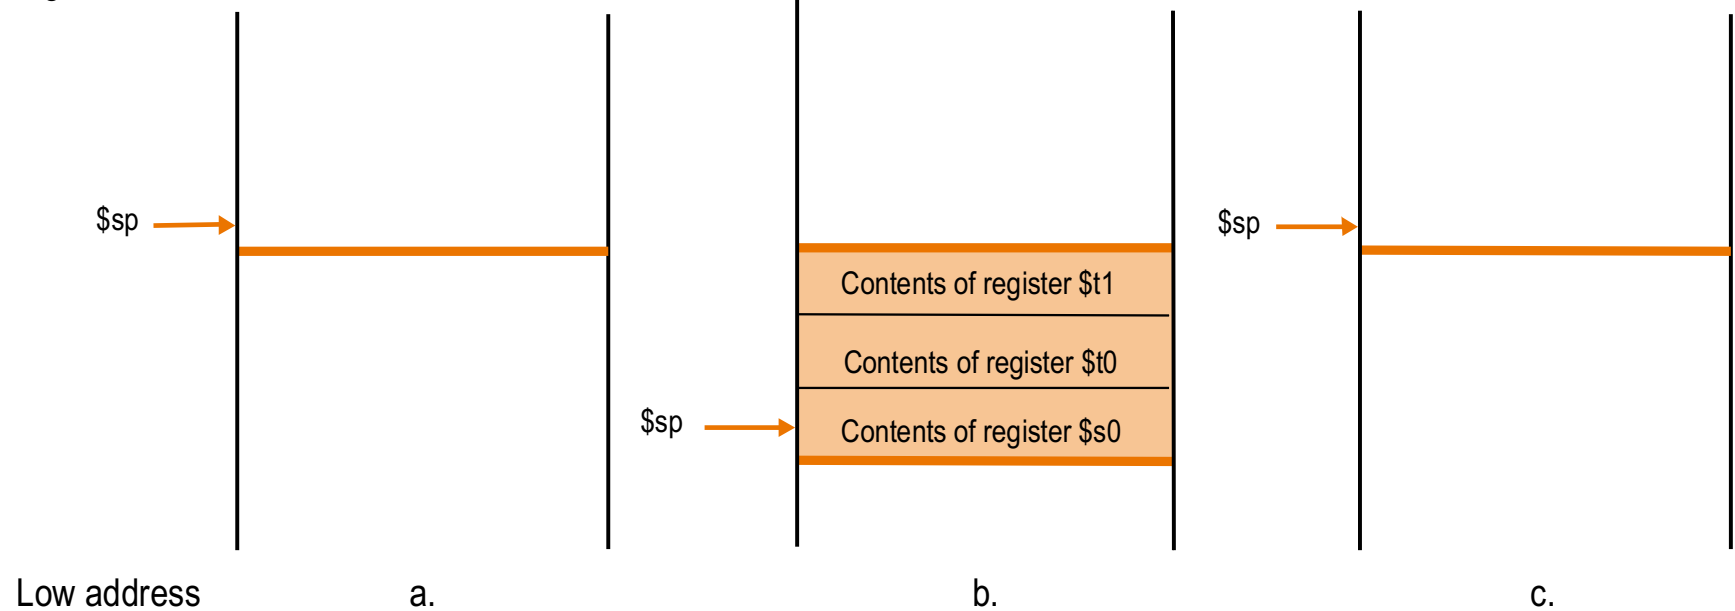 $sp
$sp
Contents of register $t1
Contents of register $t0
$sp
Contents of register $s0
Low address
a.
b.
c.